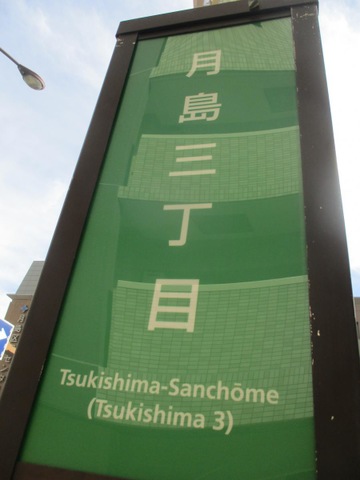 月島三丁目
Tsukishima-Sanchōme
(Tsukishima 3)